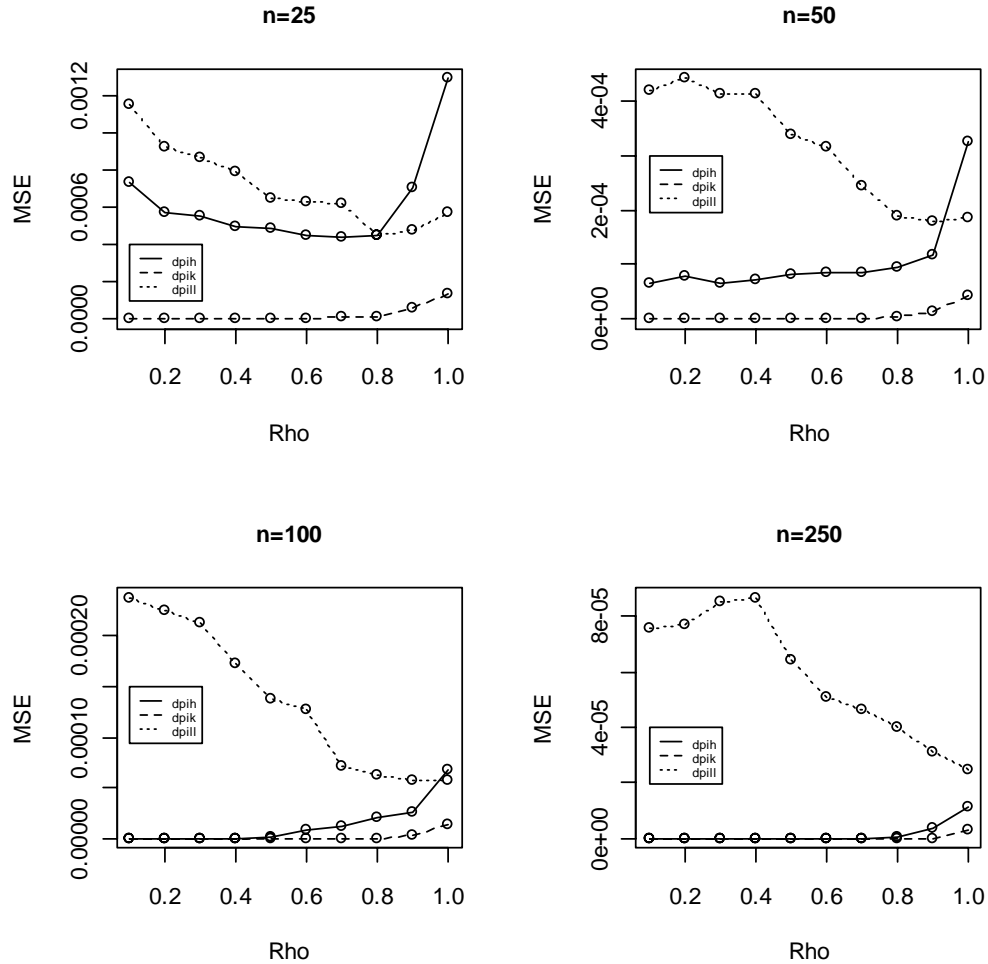 n=25
MSE
0.0012
0.0006
0.0000
dpih
dpik
dpill
0.2 0.4 0.6 0.8 1.0
Rho
n=50
MSE
4e-04
2e-04
0e+00
dpih
dpik
dpill
0.2 0.4 0.6 0.8 1.0
Rho
n=100
MSE
0.00020
0.00010
0.00000
dpih
dpik
dpill
0.2 0.4 0.6 0.8 1.0
Rho
n=250
MSE
8e-05
4e-05
0e+00
dpih
dpik
dpill
0.2 0.4 0.6 0.8 1.0
Rho